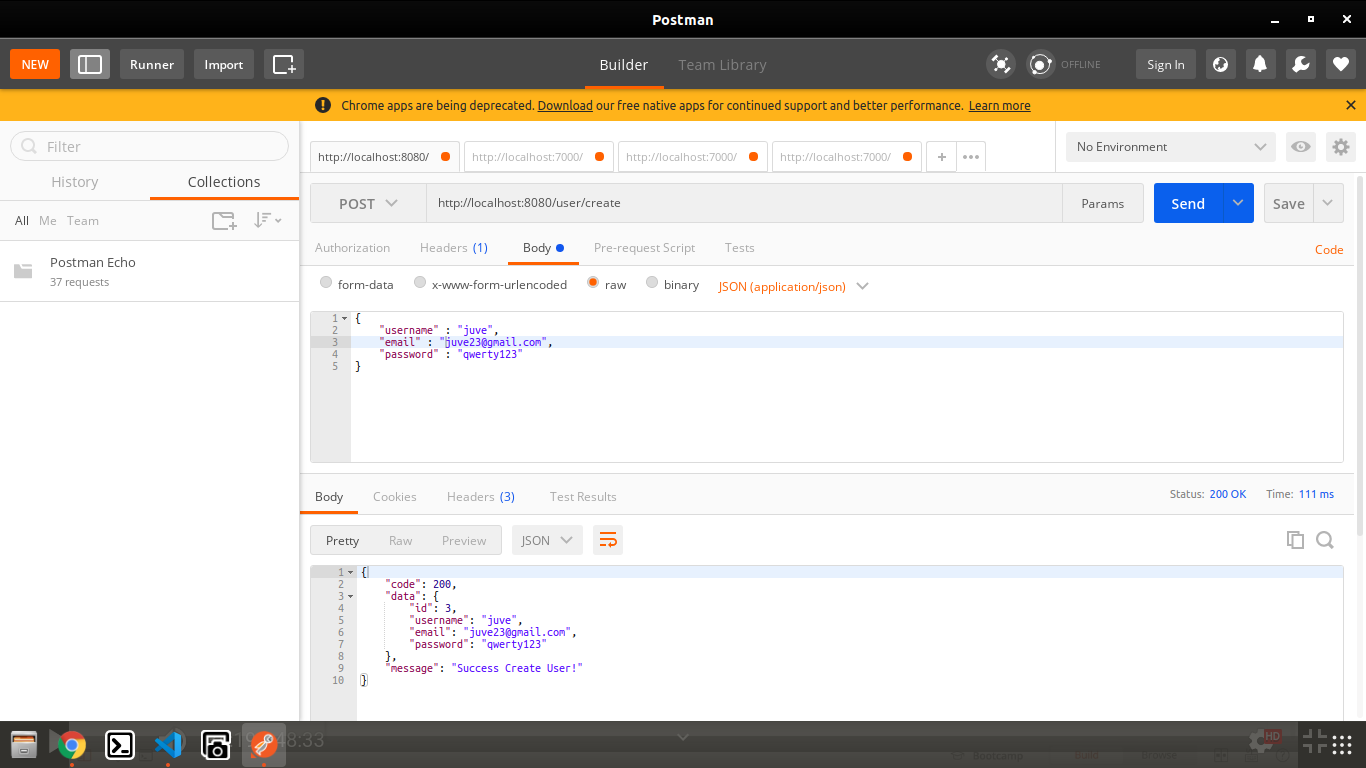 Postman
NEW Runner Import Builder Team Library OFFLINE Sign In
Chrome apps are being deprecated. Download our free native apps for continued support and better performance. Learn more
Filter
History Collections
All Me Team
Postman Echo
37 requests
http://localhost:8080/ http://localhost:7000/ http://localhost:7000/ http://localhost:7000/ + ••• No Environment
POST http://localhost:8080/user/create Params Send Save
Authorization Headers (1) Body Pre-request Script Tests Code
form-data x-www-form-urlencoded raw binary JSON (application/json)
1 {
2 "username" : "juve",
3 "email" : "juve23@gmail.com",
4 "password" : "qwerty123"
5 }
Body Cookies Headers (3) Test Results Status: 200 OK Time: 111 ms
Pretty Raw Preview JSON
1 {
2 "code": 200,
3 "data": {
4 "id": 3,
5 "username": "juve",
6 "email": "juve23@gmail.com",
7 "password": "qwerty123"
8 },
9 "message": "Success Create User!"
10 }
48:33 HD
Bootcamp Build Browse